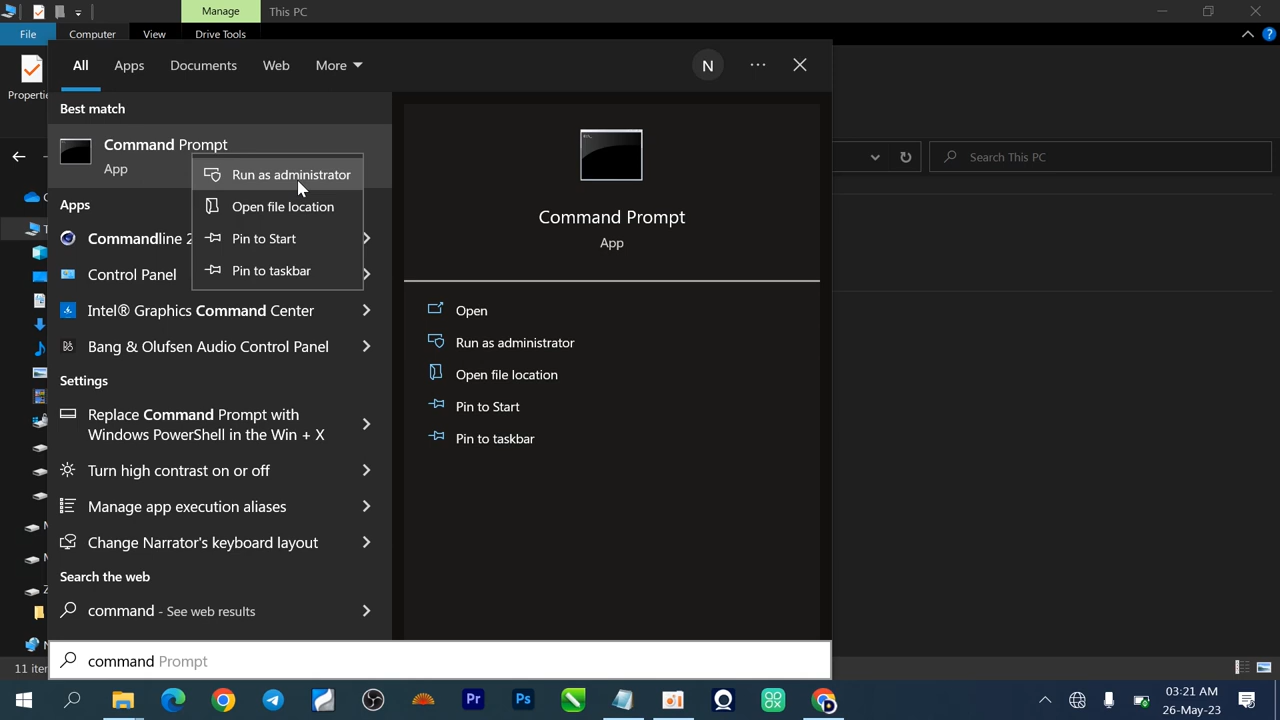 Manage
This PC
File
Computer
View
Drive Tools
All
Apps
Documents
Web
More
N
Best match
Command Prompt
App
Run as administrator
Open file location
Pin to Start
Pin to taskbar
Apps
Commandline
Control Panel
Intel® Graphics Command Center
Bang & Olufsen Audio Control Panel
Settings
Replace Command Prompt with
Windows PowerShell in the Win + X
Turn high contrast on or off
Manage app execution aliases
Change Narrator's keyboard layout
Search the web
command - See web results
command Prompt
Command Prompt
App
Open
Run as administrator
Open file location
Pin to Start
Pin to taskbar
Search This PC
Pr
Ps
03:21 AM
26-May-23